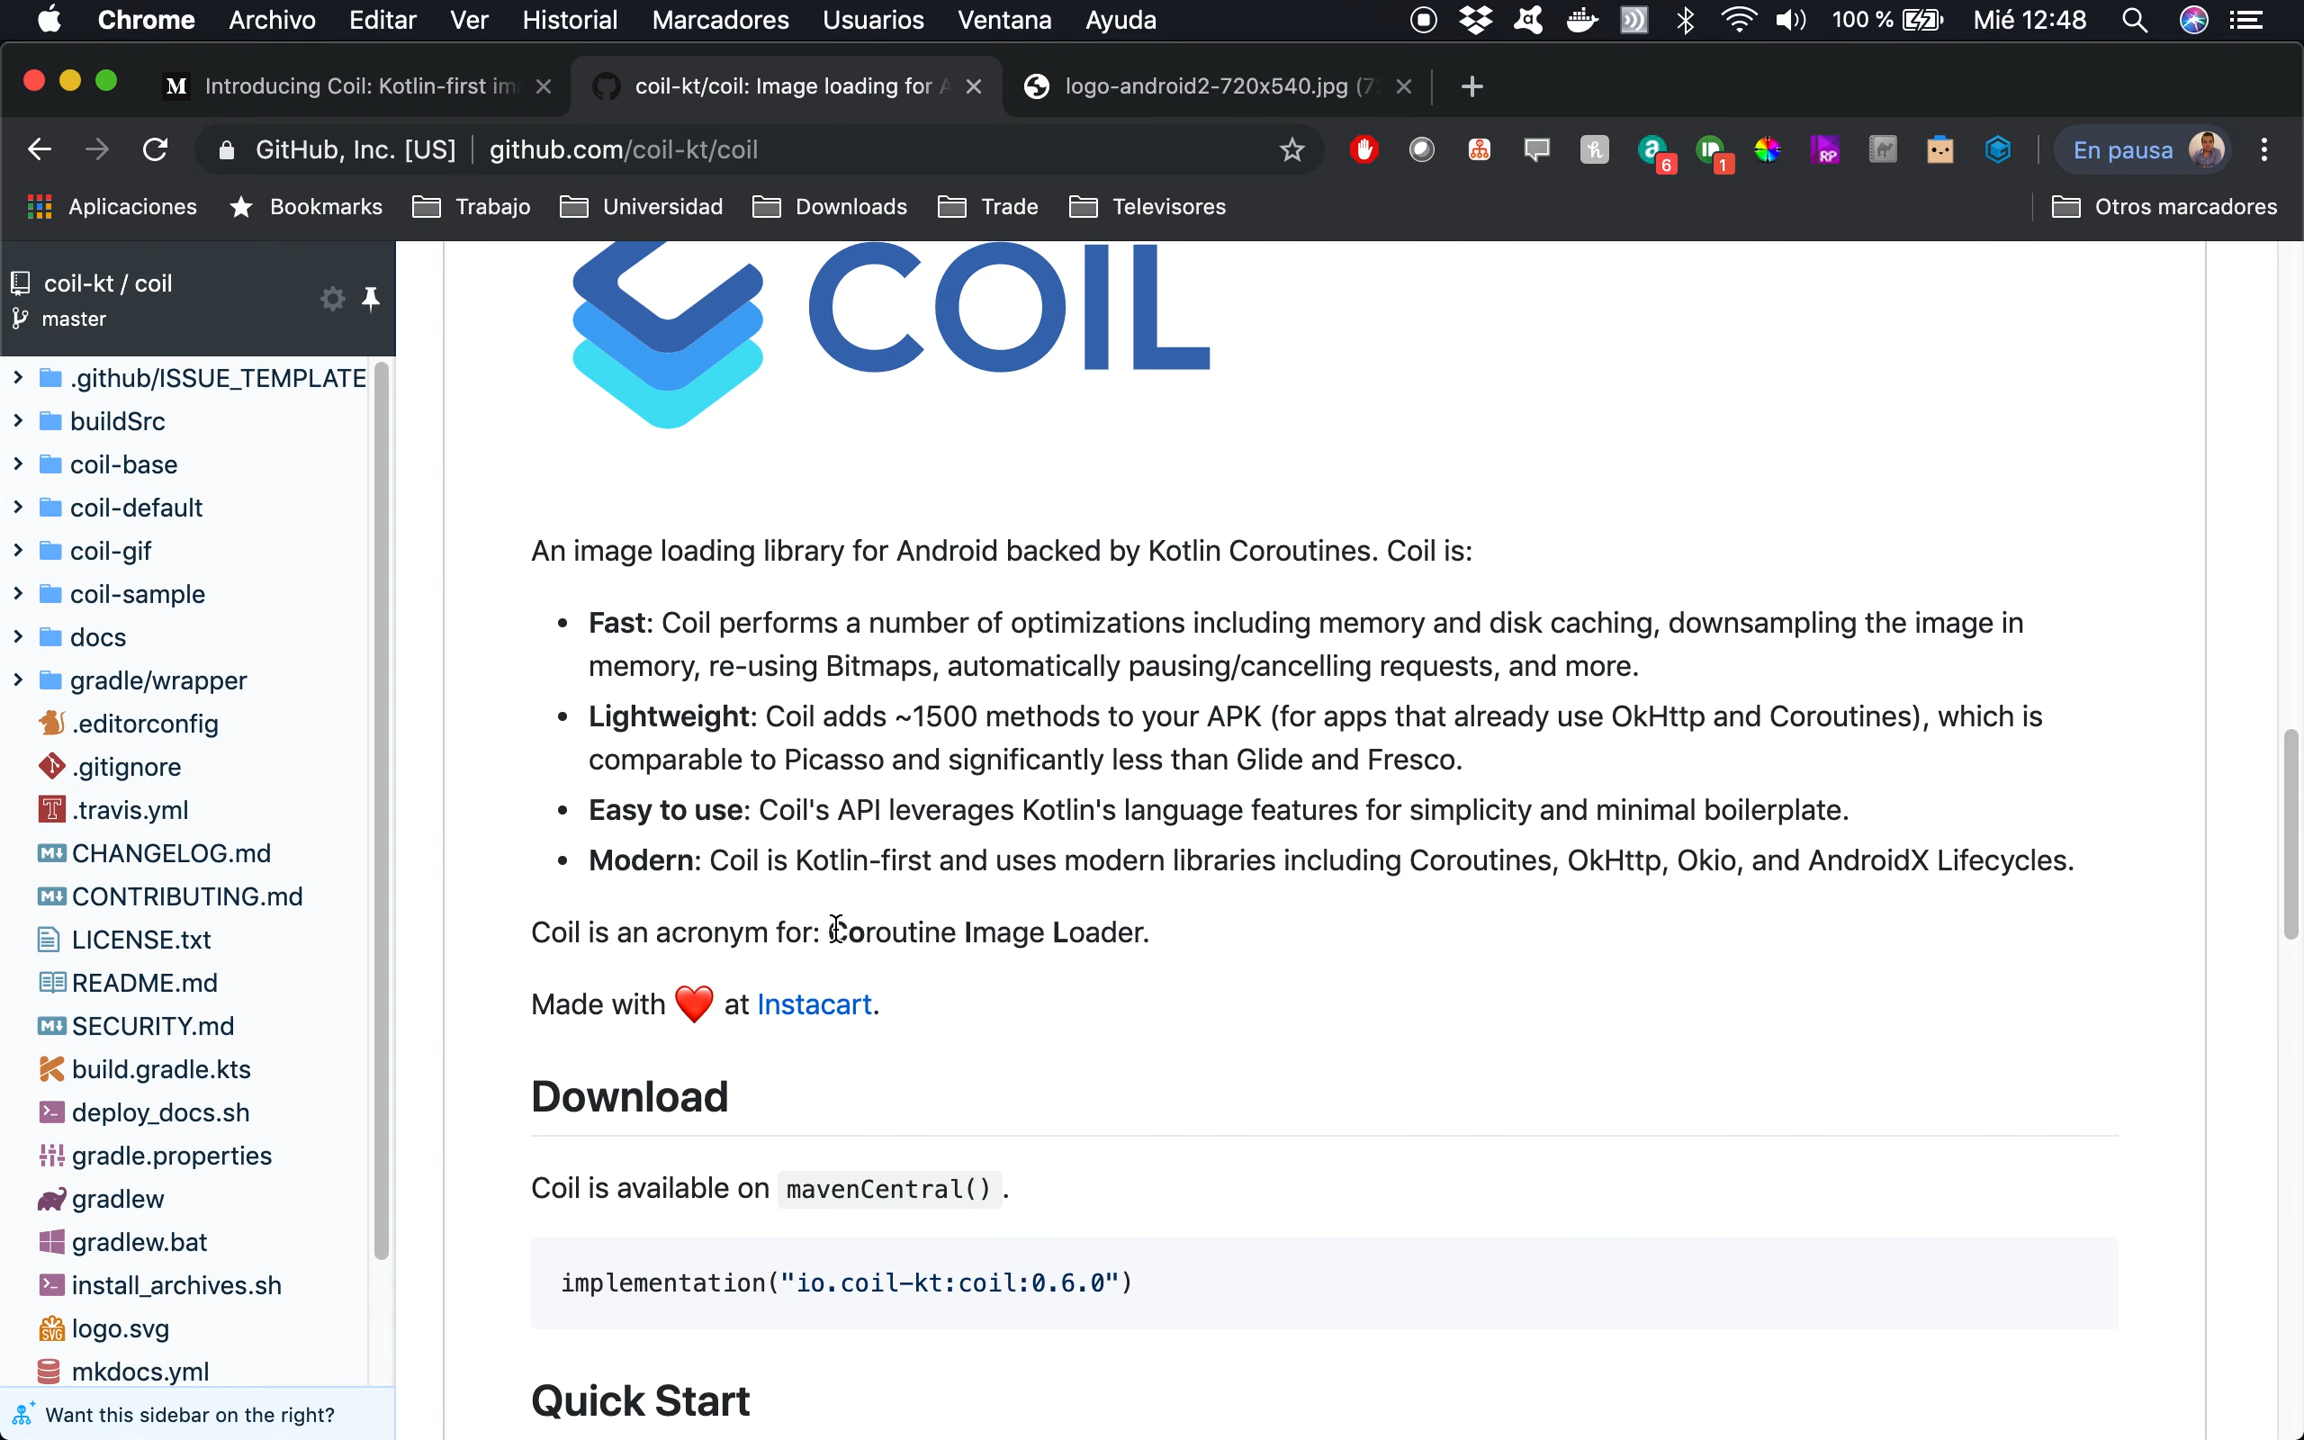 Chrome Archivo Editar Ver Historial Marcadores Usuarios Ventana Ayuda 100 % Mié 12:48
Introducing Coil: Kotlin-first im
coil-kt/coil: Image loading for A
logo-android2-720x540.jpg (72
GitHub, Inc. [US] github.com/coil-kt/coil 6 1 RP En pausa
Aplicaciones Bookmarks Trabajo Universidad Downloads Trade Televisores Otros marcadores
coil-kt / coil
master
.github/ISSUE_TEMPLATE
buildSrc
coil-base
coil-default
coil-gif
coil-sample
docs
gradle/wrapper
.editorconfig
.gitignore
.travis.yml
CHANGELOG.md
CONTRIBUTING.md
LICENSE.txt
README.md
SECURITY.md
build.gradle.kts
deploy_docs.sh
gradle.properties
gradlew
gradlew.bat
install_archives.sh
logo.svg
mkdocs.yml
Want this sidebar on the right?
COIL
An image loading library for Android backed by Kotlin Coroutines. Coil is:
• Fast: Coil performs a number of optimizations including memory and disk caching, downsampling the image in
memory, re-using Bitmaps, automatically pausing/cancelling requests, and more.
• Lightweight: Coil adds ~1500 methods to your APK (for apps that already use OkHttp and Coroutines), which is
comparable to Picasso and significantly less than Glide and Fresco.
• Easy to use: Coil's API leverages Kotlin's language features for simplicity and minimal boilerplate.
• Modern: Coil is Kotlin-first and uses modern libraries including Coroutines, OkHttp, Okio, and AndroidX Lifecycles.
Coil is an acronym for: Coroutine Image Loader.
Made with ❤️ at Instacart.
Download
Coil is available on mavenCentral().
implementation("io.coil-kt:coil:0.6.0")
Quick Start